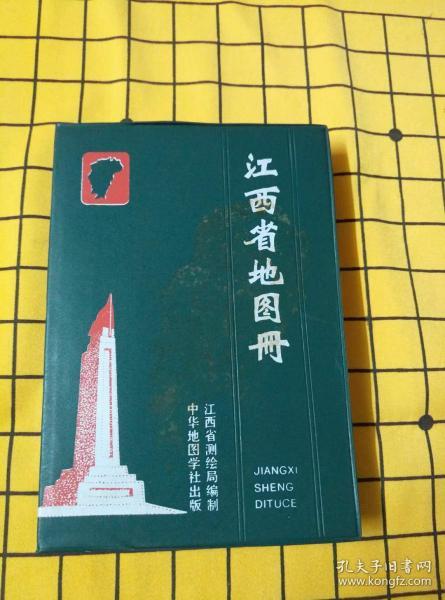 江西省地图册
江西省测绘局编制
中华地图学社出版
JIANGXI
SHENG
DITUCE
孔夫子旧书网
www.kongfz.com